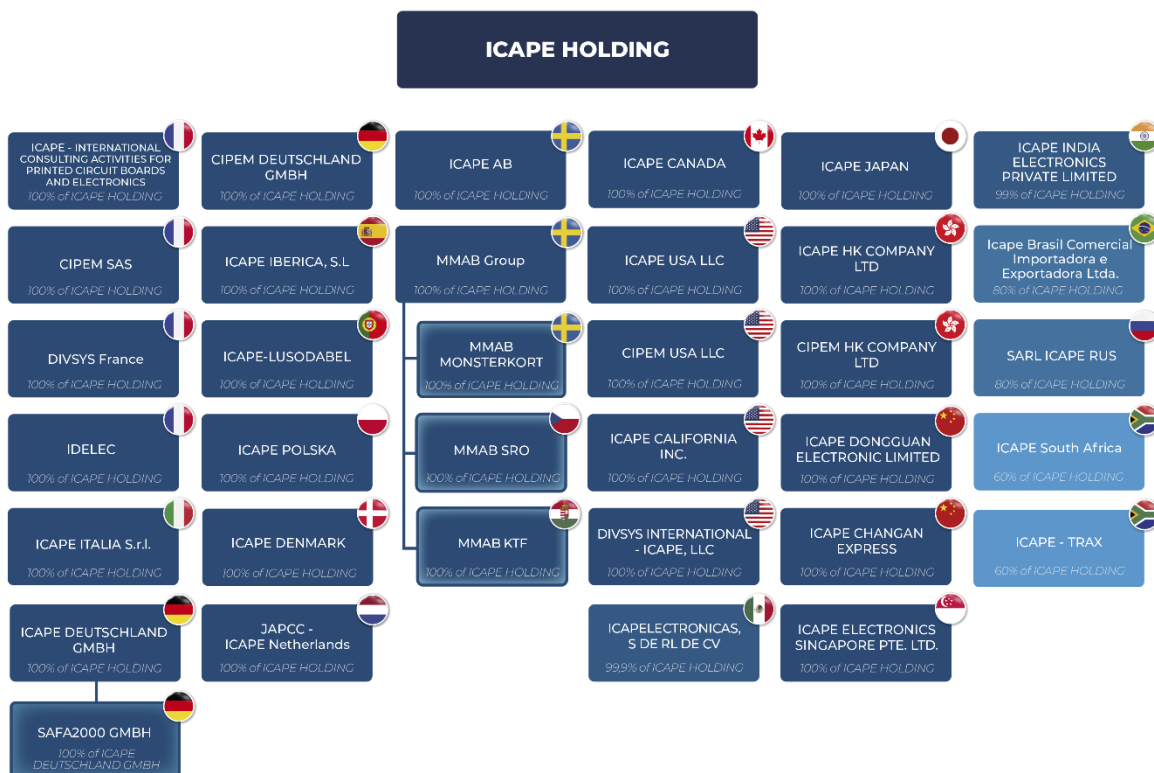 ICAPE HOLDING
ICAPE - INTERNATIONAL
CONSULTING ACTIVITIES FOR
PRINTED CIRCUIT BOARDS
AND ELECTRONICS
100% of ICAPE HOLDING
CIPEM DEUTSCHLAND
GMBH
100% of ICAPE HOLDING
ICAPE AB
100% of ICAPE HOLDING
ICAPE CANADA
100% of ICAPE HOLDING
ICAPE JAPAN
100% of ICAPE HOLDING
ICAPE INDIA
ELECTRONICS
PRIVATE LIMITED
99% of ICAPE HOLDING
CIPEM SAS
100% of ICAPE HOLDING
ICAPE IBERICA, S.L
100% of ICAPE HOLDING
MMAB Group
100% of ICAPE HOLDING
ICAPE USA LLC
100% of ICAPE HOLDING
ICAPE HK COMPANY
LTD
100% of ICAPE HOLDING
Icape Brasil Comercial
Importadora e
Exportadora Ltda.
80% of ICAPE HOLDING
DIVSYS France
100% of ICAPE HOLDING
ICAPE-LUSODABEL
100% of ICAPE HOLDING
MMAB
MONSTERKORT
100% of ICAPE HOLDING
CIPEM USA LLC
100% of ICAPE HOLDING
CIPEM HK COMPANY
LTD
100% of ICAPE HOLDING
SARL ICAPE RUS
80% of ICAPE HOLDING
IDELEC
100% of ICAPE HOLDING
ICAPE POLSKA
100% of ICAPE HOLDING
MMAB SRO
100% of ICAPE HOLDING
ICAPE CALIFORNIA
INC.
100% of ICAPE HOLDING
ICAPE DONGGUAN
ELECTRONIC LIMITED
100% of ICAPE HOLDING
ICAPE South Africa
60% of ICAPE HOLDING
ICAPE ITALIA S.r.l.
100% of ICAPE HOLDING
ICAPE DENMARK
100% of ICAPE HOLDING
MMAB KTF
100% of ICAPE HOLDING
DIVSYS INTERNATIONAL
- ICAPE, LLC
100% of ICAPE HOLDING
ICAPE CHANGAN
EXPRESS
100% of ICAPE HOLDING
ICAPE - TRAX
60% of ICAPE HOLDING
ICAPE DEUTSCHLAND
GMBH
100% of ICAPE HOLDING
JAPCC -
ICAPE Netherlands
100% of ICAPE HOLDING
ICAPELECTRONICAS,
S DE RL DE CV
99,9% of ICAPE HOLDING
ICAPE ELECTRONICS
SINGAPORE PTE. LTD.
100% of ICAPE HOLDING
SAFA2000 GMBH
100% of ICAPE
DEUTSCHLAND GMBH